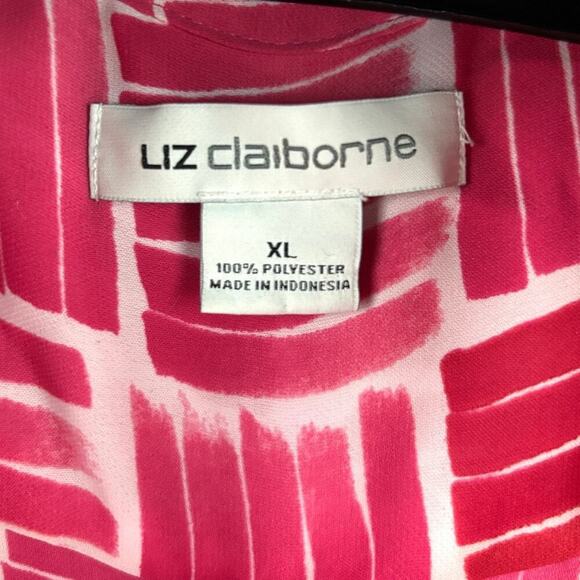 LIZ claiborne
XL
100% POLYESTER
MADE IN INDONESIA